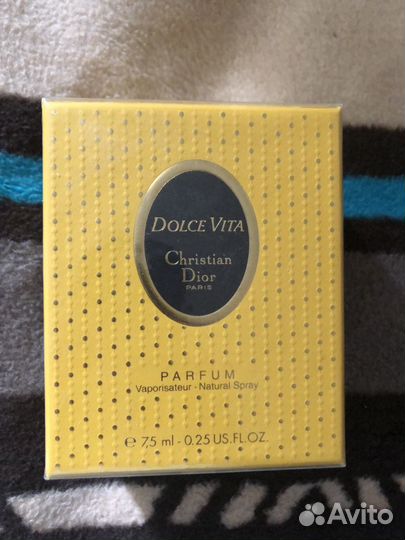 DOLCE VITA
Christian
Dior
PARIS
PARFUM
Vaporisateur - Natural Spray
e 7,5 ml - 0.25 US.FL.OZ.
Avito